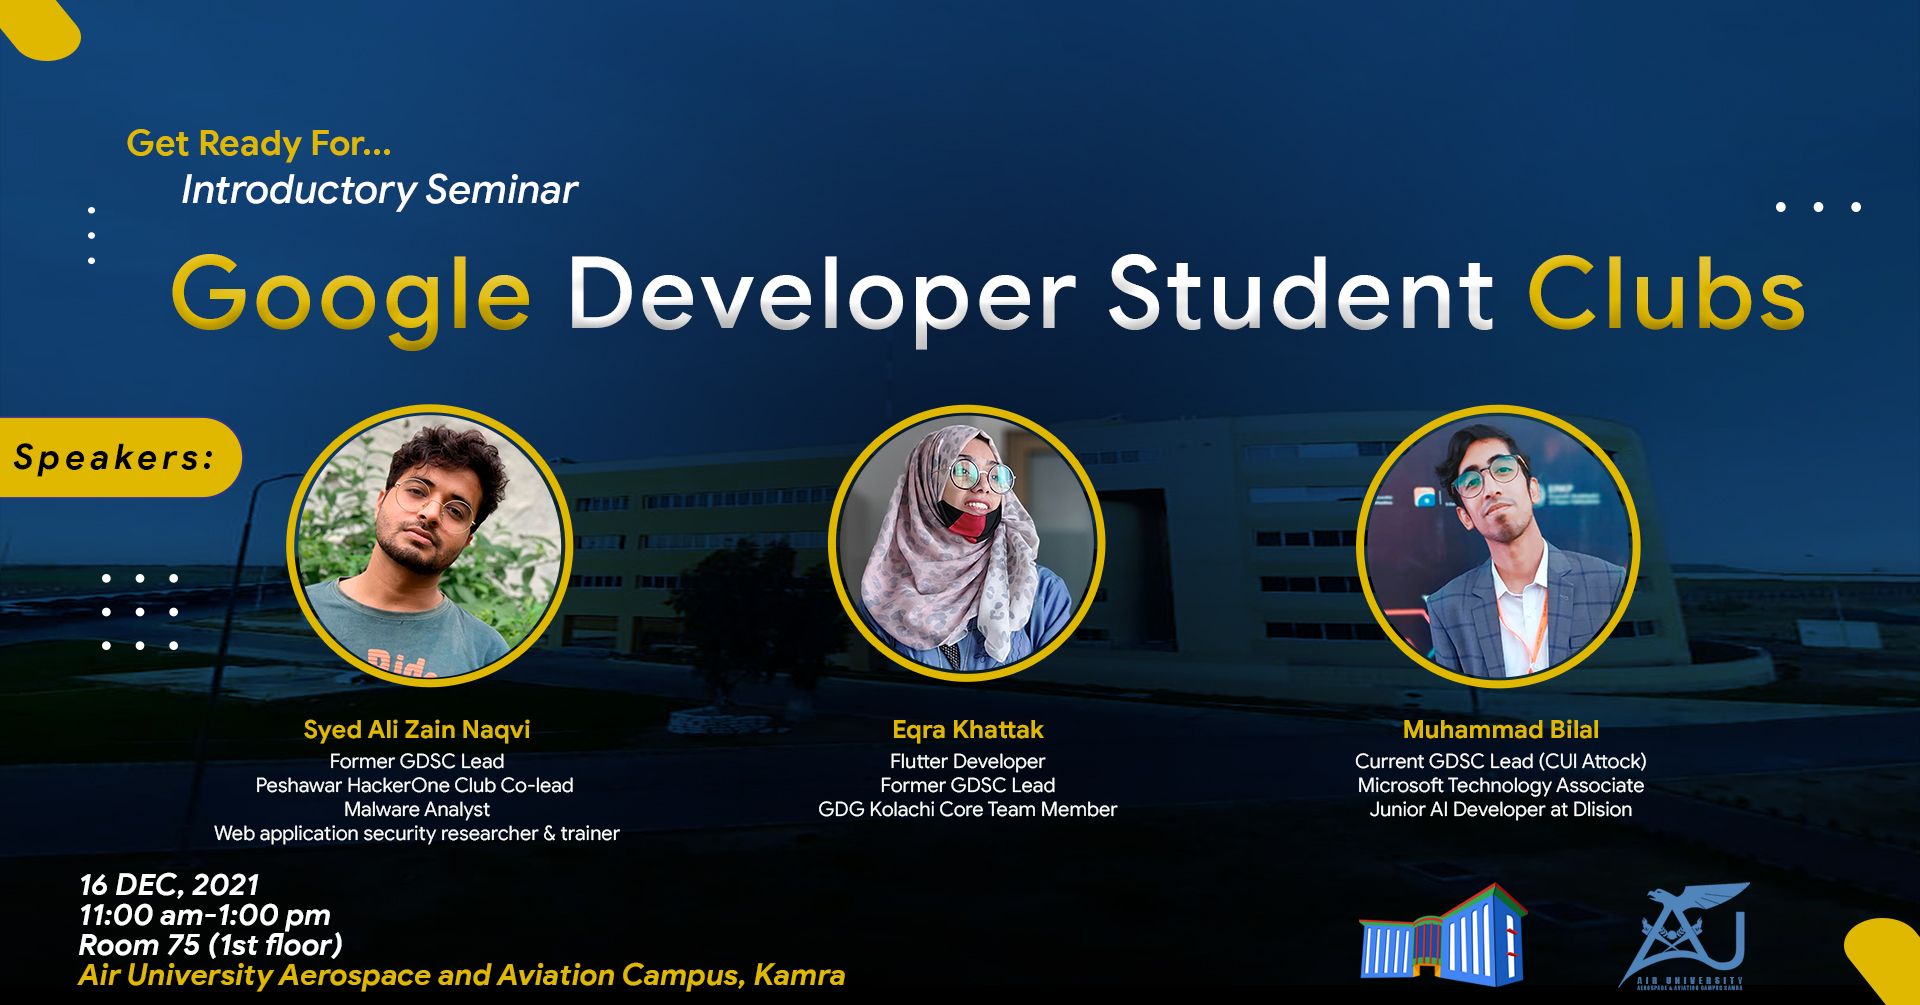 Get Ready For...
Introductory Seminar
Google Developer Student Clubs
Speakers:
Syed Ali Zain Naqvi
Former GDSC Lead
Peshawar HackerOne Club Co-lead
Malware Analyst
Web application security researcher & trainer
Eqra Khattak
Flutter Developer
Former GDSC Lead
GDG Kolachi Core Team Member
Muhammad Bilal
Current GDSC Lead (CUI Attock)
Microsoft Technology Associate
Junior AI Developer at Dlision
16 DEC, 2021
11:00 am-1:00 pm
Room 75 (1st floor)
Air University Aerospace and Aviation Campus, Kamra
AIR UNIVERSITY
AEROSPACE & AVIATION CAMPUS KAMRA